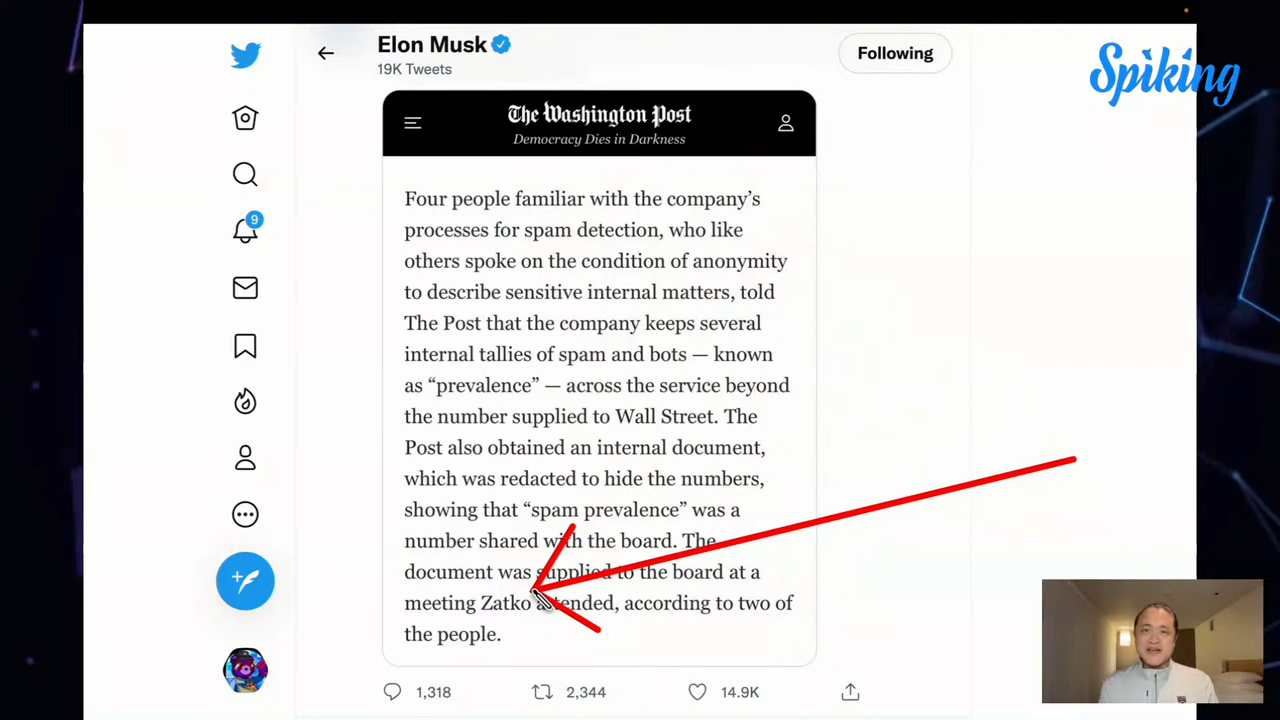 Elon Musk
19K Tweets
Following
Spiking
The Washington Post
Democracy Dies in Darkness
9
Four people familiar with the company’s
processes for spam detection, who like
others spoke on the condition of anonymity
to describe sensitive internal matters, told
The Post that the company keeps several
internal tallies of spam and bots — known
as “prevalence” — across the service beyond
the number supplied to Wall Street. The
Post also obtained an internal document,
which was redacted to hide the numbers,
showing that “spam prevalence” was a
number shared with the board. The
document was supplied to the board at a
meeting Zatko attended, according to two of
the people.
1,318
2,344
14.9K